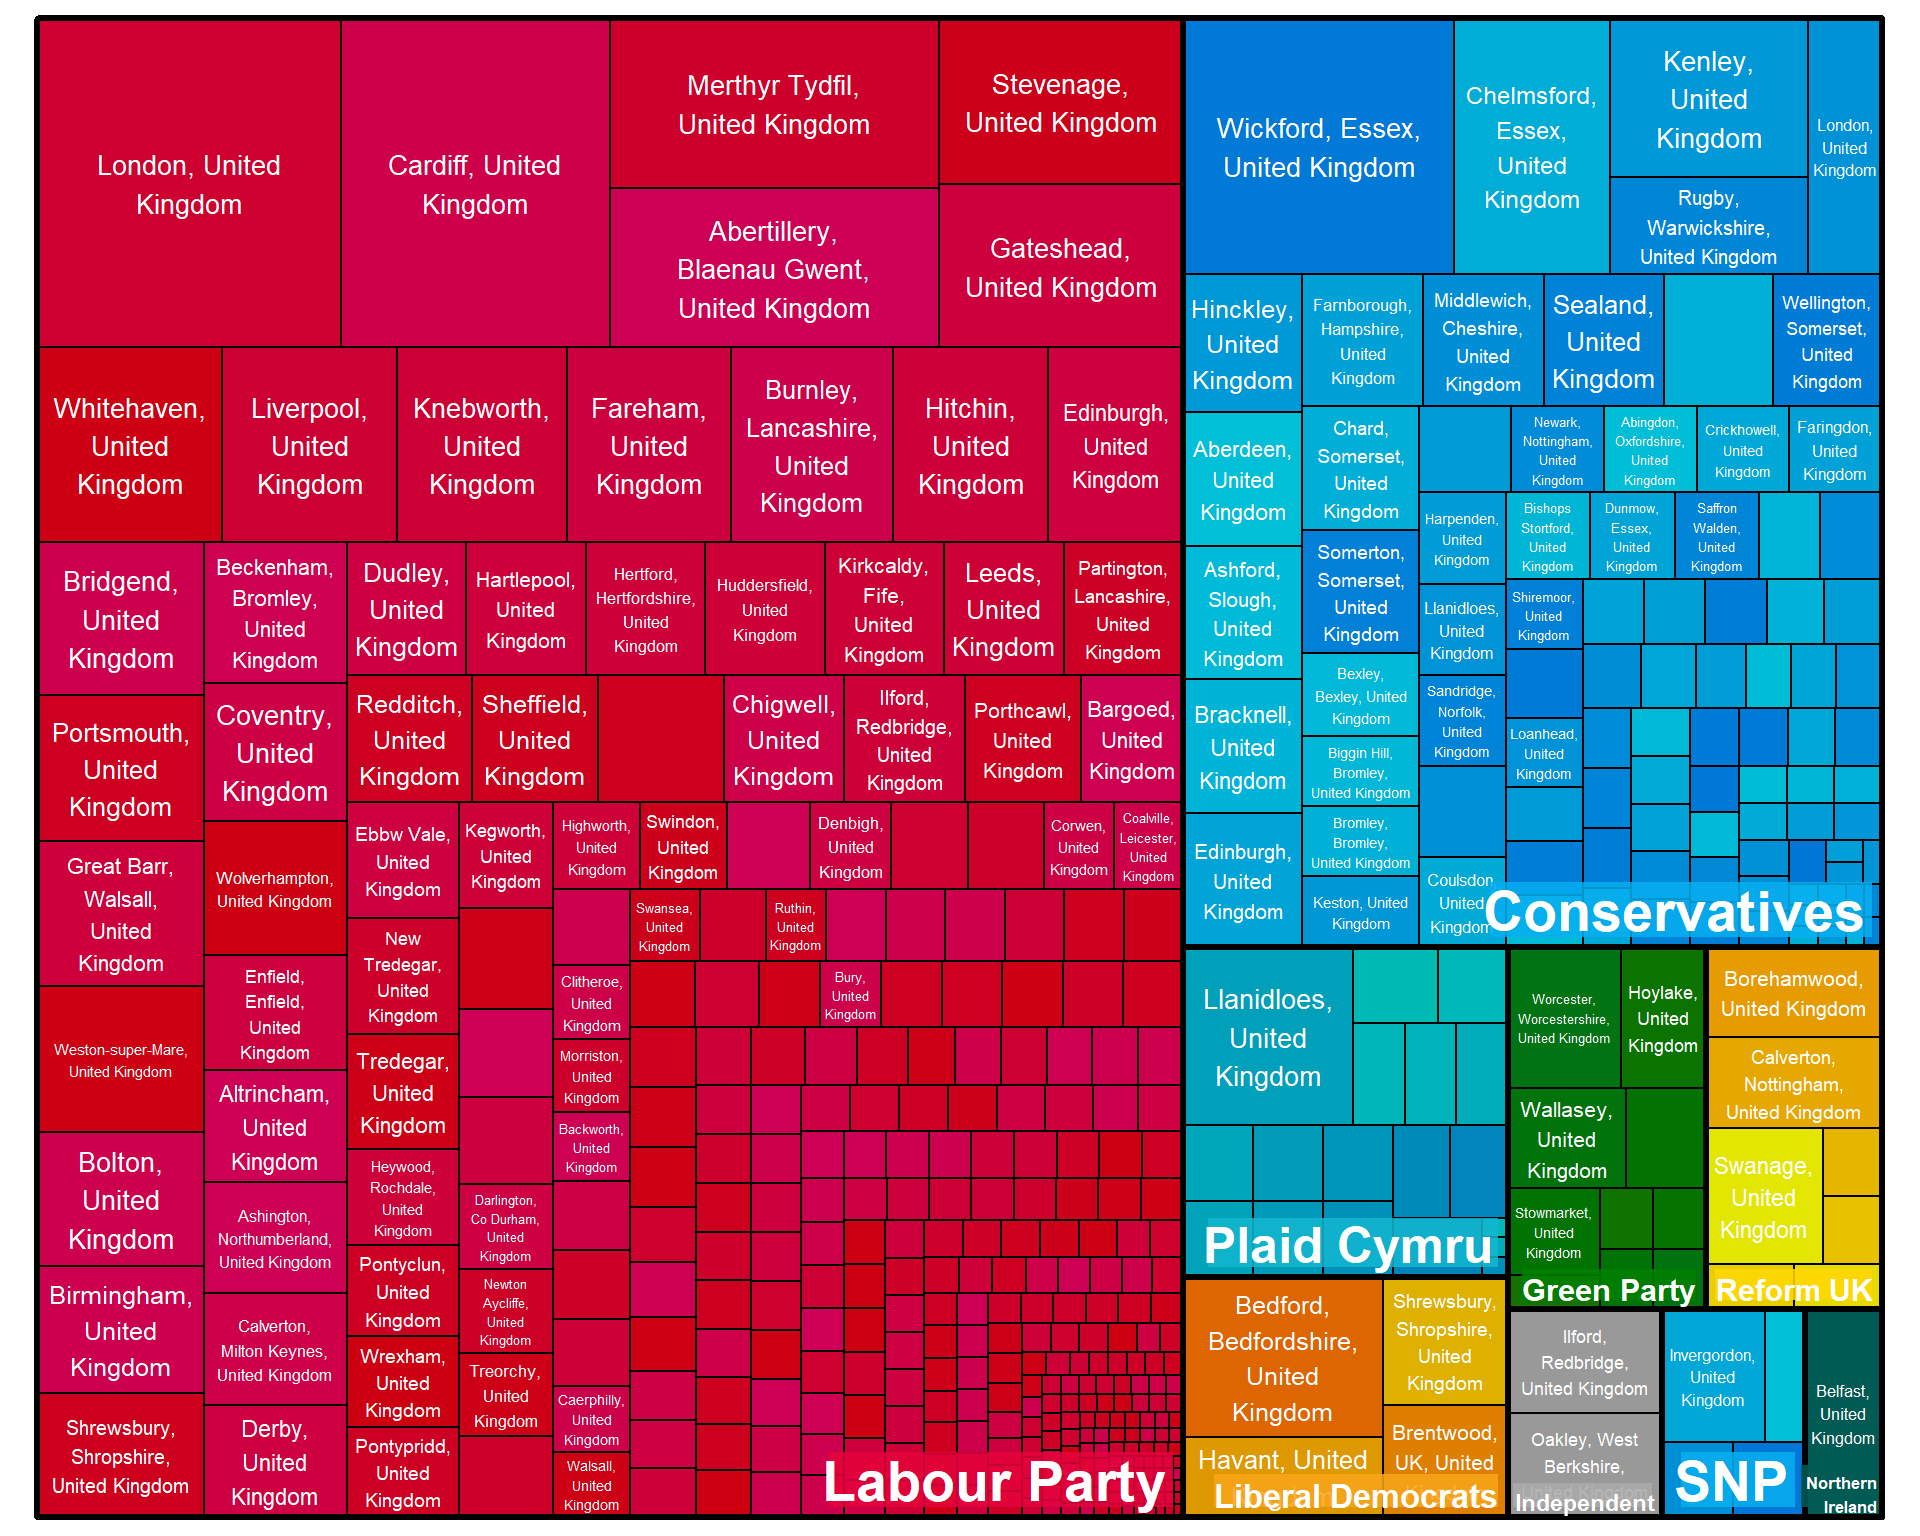 London, United
Kingdom
Cardiff, United
Kingdom
Merthyr Tydfil,
United Kingdom
Stevenage,
United Kingdom
Abertillery,
Blaenau Gwent,
United Kingdom
Gateshead,
United Kingdom
Whitehaven,
United
Kingdom
Liverpool,
United
Kingdom
Knebworth,
United
Kingdom
Fareham,
United
Kingdom
Burnley,
Lancashire,
United
Kingdom
Hitchin,
United
Kingdom
Edinburgh,
United
Kingdom
Bridgend,
United
Kingdom
Portsmouth,
United
Kingdom
Great Barr,
Walsall,
United
Kingdom
Weston-super-Mare,
United Kingdom
Bolton,
United
Kingdom
Birmingham,
United
Kingdom
Shrewsbury,
Shropshire,
United Kingdom
Beckenham,
Bromley,
United
Kingdom
Coventry,
United
Kingdom
Wolverhampton,
United Kingdom
Enfield,
Enfield,
United
Kingdom
Altrincham,
United
Kingdom
Ashington,
Northumberland,
United Kingdom
Calverton,
Milton Keynes,
United Kingdom
Derby,
United
Kingdom
Dudley,
United
Kingdom
Hartlepool,
United
Kingdom
Hertford,
Hertfordshire,
United
Kingdom
Huddersfield,
United
Kingdom
Kirkcaldy,
Fife,
United
Kingdom
Leeds,
United
Kingdom
Partington,
Lancashire,
United
Kingdom
Redditch,
United
Kingdom
Sheffield,
United
Kingdom
Chigwell,
United
Kingdom
Ilford,
Redbridge,
United
Kingdom
Porthcawl,
United
Kingdom
Bargoed,
United
Kingdom
Ebbw Vale,
United
Kingdom
New
Tredegar,
United
Kingdom
Tredegar,
United
Kingdom
Heywood,
Rochdale,
United
Kingdom
Pontyclun,
United
Kingdom
Wrexham,
United
Kingdom
Pontypridd,
United
Kingdom
Kegworth,
United
Kingdom
Darlington,
Co Durham,
United
Kingdom
Newton
Aycliffe,
United
Kingdom
Treorchy,
United
Kingdom
Highworth,
United
Kingdom
Swindon,
United
Kingdom
Denbigh,
United
Kingdom
Corwen,
United
Kingdom
Coalville,
Leicester,
United
Kingdom
Swansea,
United
Kingdom
Ruthin,
United
Kingdom
Clitheroe,
United
Kingdom
Bury,
United
Kingdom
Morriston,
United
Kingdom
Backworth,
United
Kingdom
Caerphilly,
United
Kingdom
Walsall,
United
Kingdom
Labour Party
Wickford, Essex,
United Kingdom
Chelmsford,
Essex,
United
Kingdom
Kenley,
United
Kingdom
Rugby,
Warwickshire,
United Kingdom
London,
United
Kingdom
Hinckley,
United
Kingdom
Farnborough,
Hampshire,
United
Kingdom
Middlewich,
Cheshire,
United
Kingdom
Sealand,
United
Kingdom
Wellington,
Somerset,
United
Kingdom
Aberdeen,
United
Kingdom
Ashford,
Slough,
United
Kingdom
Bracknell,
United
Kingdom
Edinburgh,
United
Kingdom
Chard,
Somerset,
United
Kingdom
Somerton,
Somerset,
United
Kingdom
Bexley,
Bexley, United
Kingdom
Biggin Hill,
Bromley,
United Kingdom
Bromley,
Bromley,
United Kingdom
Keston, United
Kingdom
Newark,
Nottingham,
United
Kingdom
Abingdon,
Oxfordshire,
United
Kingdom
Crickhowell,
United
Kingdom
Faringdon,
United
Kingdom
Harpenden,
United
Kingdom
Llanidloes,
United
Kingdom
Sandridge,
Norfolk,
United
Kingdom
Coulsdon,
United
Kingdom
Bishops
Stortford,
United
Kingdom
Dunmow,
Essex,
United
Kingdom
Saffron
Walden,
United
Kingdom
Shiremoor,
United
Kingdom
Loanhead,
United
Kingdom
Conservatives
Llanidloes,
United
Kingdom
Plaid Cymru
Worcester,
Worcestershire,
United Kingdom
Hoylake,
United
Kingdom
Wallasey,
United
Kingdom
Stowmarket,
United
Kingdom
Green Party
Borehamwood,
United Kingdom
Calverton,
Nottingham,
United Kingdom
Swanage,
United
Kingdom
Reform UK
Bedford,
Bedfordshire,
United
Kingdom
Shrewsbury,
Shropshire,
United
Kingdom
Havant, United
Brentwood,
UK, United
Liberal Democrats
Ilford,
Redbridge,
United Kingdom
Oakley, West
Berkshire,
United Kingdom
Independent
Invergordon,
United
Kingdom
SNP
Belfast,
United
Kingdom
Northern
Ireland